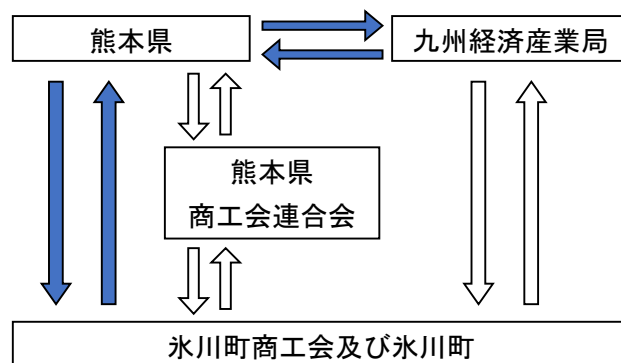 熊本県
九州経済産業局
熊本県
商工会連合会
氷川町商工会及び氷川町